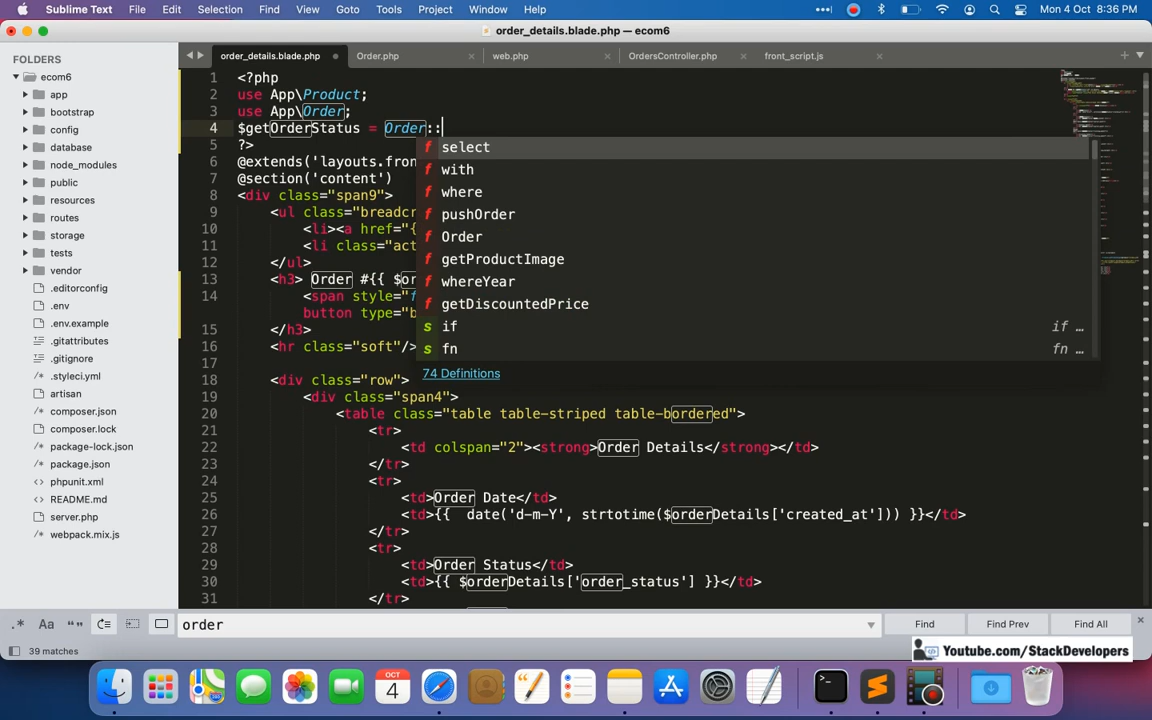 Sublime Text File Edit Selection Find View Goto Tools Project Window Help Mon 4 Oct 8:36 PM
order_details.blade.php — ecom6
FOLDERS
ecom6
app
bootstrap
config
database
node_modules
public
resources
routes
storage
tests
vendor
.editorconfig
.env
.env.example
.gitattributes
.gitignore
.styleci.yml
artisan
composer.json
composer.lock
package-lock.json
package.json
phpunit.xml
README.md
server.php
webpack.mix.js
order_details.blade.php Order.php web.php OrdersController.php front_script.js
1 <?php
2 use App\Product;
3 use App\Order;
4 $getOrderStatus = Order::
5 ?>
6 @extends('layouts.fron
7 @section('content')
8 <div class="span9">
9 <ul class="breadcr
10 <li><a href="{
11 <li class="act
12 </ul>
13 <h3> Order #{{ $or
14 <span style="f
button type="b
15 </h3>
16 <hr class="soft"/>
17
18 <div class="row">
19 <div class="span4">
20 <table class="table table-striped table-bordered">
21 <tr>
22 <td colspan="2"><strong>Order Details</strong></td>
23 </tr>
24 <tr>
25 <td>Order Date</td>
26 <td>{{  date('d-m-Y', strtotime($orderDetails['created_at'])) }}</td>
27 </tr>
28 <tr>
29 <td>Order Status</td>
30 <td>{{ $orderDetails['order_status'] }}</td>
31 </tr>
f select
f with
f where
f pushOrder
f Order
f getProductImage
f whereYear
f getDiscountedPrice
s if if …
s fn fn …
74 Definitions
.* Aa order Find Find Prev Find All
39 matches
Youtube.com/StackDevelopers
OCT
4